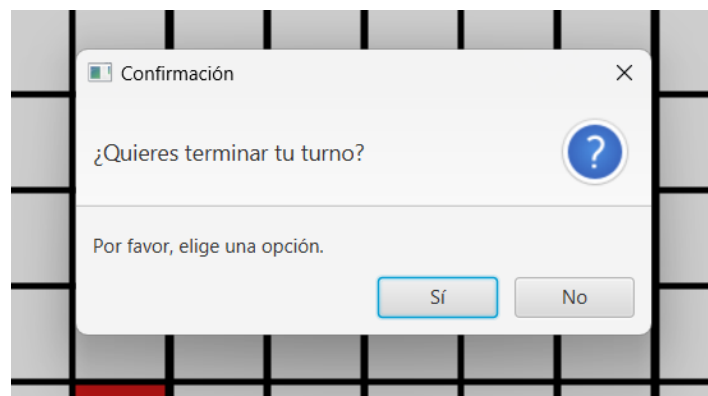 Confirmación
¿Quieres terminar tu turno?
?
Por favor, elige una opción.
Sí No